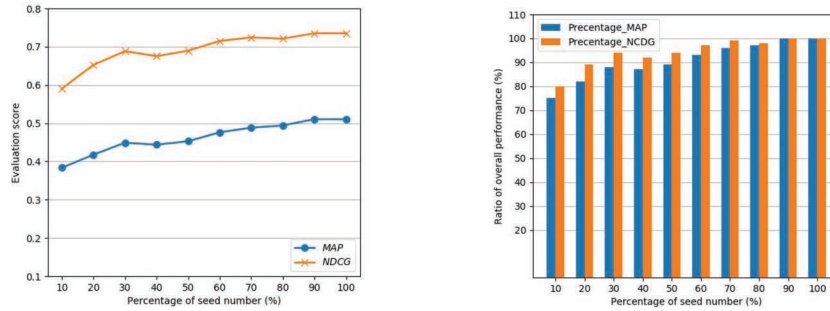 0.8
0.7
0.6
0.5
0.4
0.3
0.2
0.1
Evaluation score
MAP
NDCG
10 20 30 40 50 60 70 80 90 100
Percentage of seed number (%)
110
100
90
80
70
60
50
40
30
20
Ratio of overall performance (%)
Precentage_MAP
Precentage_NCDG
10 20 30 40 50 60 70 80 90 100
Percentage of seed number (%)